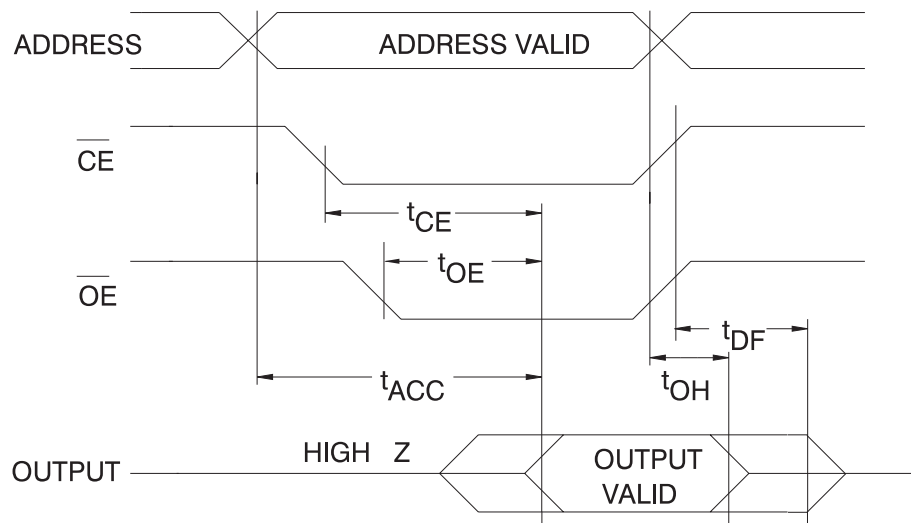 ADDRESS
ADDRESS VALID
CE
tCE
OE
tOE
tDF
tACC
tOH
OUTPUT
HIGH Z
OUTPUT
VALID